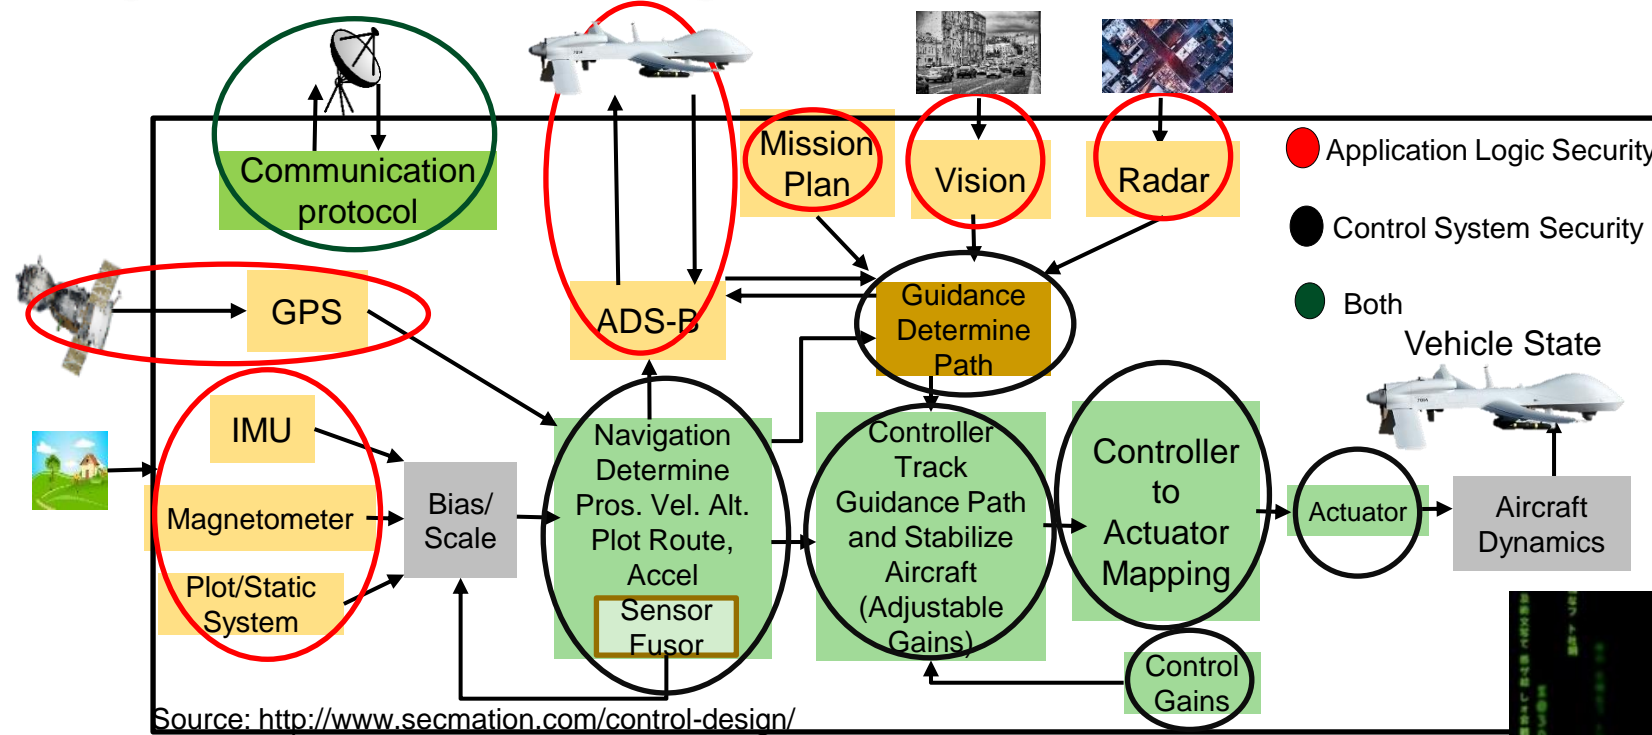 Communication
protocol
Mission
Plan
Vision
Radar
Application Logic Security
Control System Security
Both
GPS
ADS-B
Guidance
Determine
Path
Vehicle State
IMU
Magnetometer
Plot/Static
System
Bias/
Scale
Navigation
Determine
Pros. Vel. Alt.
Plot Route,
Accel
Sensor
Fusor
Controller
Track
Guidance Path
and Stabilize
Aircraft
(Adjustable
Gains)
Controller
to
Actuator
Mapping
Actuator
Aircraft
Dynamics
Control
Gains
Source: http://www.secmation.com/control-design/